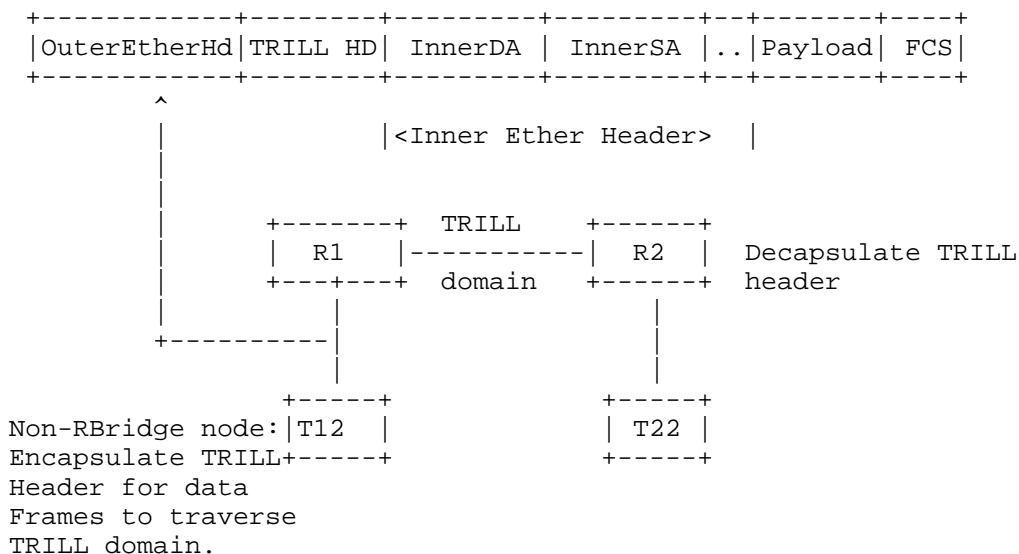 |OuterEtherHd|TRILL HD| InnerDA | InnerSA |..|Payload| FCS|
|<Inner Ether Header> |
TRILL
| R1 |-----------| R2 | Decapsulate TRILL
domain header
Non-RBridge node:|T12 | | T22 |
Encapsulate TRILL
Header for data
Frames to traverse
TRILL domain.